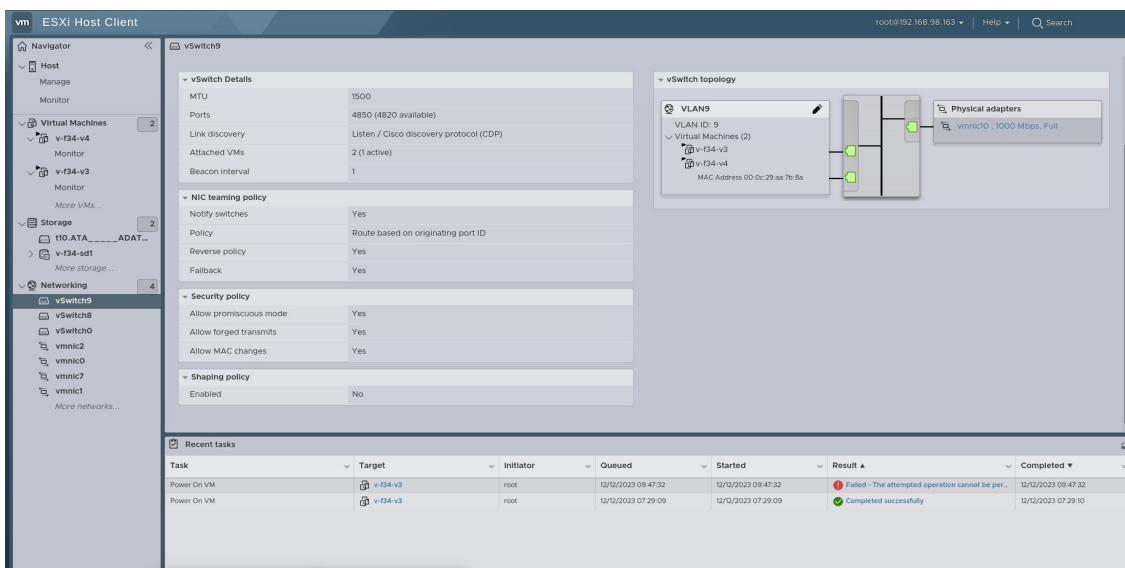 vm ESXi Host Client
root@192.168.98.163 Help Search
Navigator
Host
Manage
Monitor
Virtual Machines 2
v-f34-v4
Monitor
v-f34-v3
Monitor
More VMs...
Storage 2
t10.ATA_____ADAT...
v-f34-sd1
More storage...
Networking 4
vSwitch9
vSwitch8
vSwitch0
vmnic2
vmnic0
vmnic7
vmnic1
More networks...
vSwitch9
vSwitch Details
MTU 1500
Ports 4850 (4820 available)
Link discovery Listen / Cisco discovery protocol (CDP)
Attached VMs 2 (1 active)
Beacon interval 1
NIC teaming policy
Notify switches Yes
Policy Route based on originating port ID
Reverse policy Yes
Failback Yes
Security policy
Allow promiscuous mode Yes
Allow forged transmits Yes
Allow MAC changes Yes
Shaping policy
Enabled No
vSwitch topology
VLAN9
VLAN ID: 9
Virtual Machines (2)
v-f34-v3
v-f34-v4
MAC Address 00:0c:29:aa:7b:8a
Physical adapters
vmnic10 , 1000 Mbps, Full
Recent tasks
Task Target Initiator Queued Started Result Completed
Power On VM v-f34-v3 root 12/12/2023 09:47:32 12/12/2023 09:47:32 Failed - The attempted operation cannot be per... 12/12/2023 09:47:32
Power On VM v-f34-v3 root 12/12/2023 07:29:09 12/12/2023 07:29:09 Completed successfully 12/12/2023 07:29:10